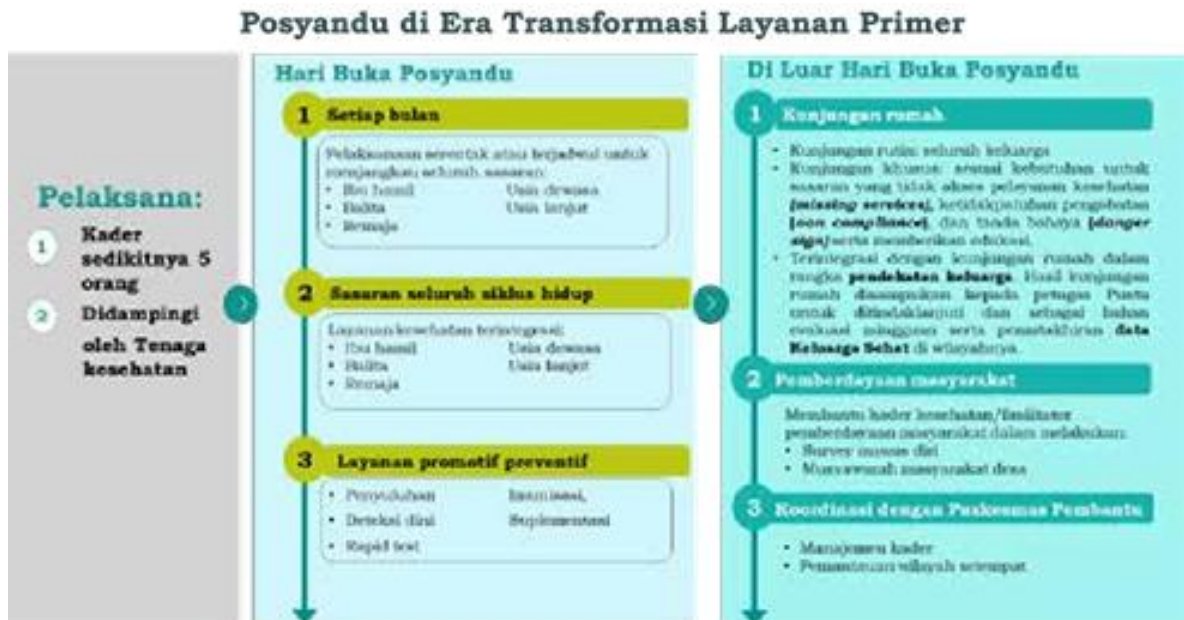 Posyandu di Era Transformasi Layanan Primer
Pelaksana:
1 Kader
sedikitnya 5
orang
2 Didampingi
oleh Tenaga
kesehatan
Hari Buka Posyandu
1 Setiap bulan
Pelaksanaan serentak atau terjadwal untuk
menjangkau seluruh sasaran:
• Ibu hamil Usia dewasa
• Balita Usia lanjut
• Remaja
2 Sasaran seluruh siklus hidup
Layanan kesehatan terintegrasi:
• Ibu hamil Usia dewasa
• Balita Usia lanjut
• Remaja
3 Layanan promotif preventif
• Penyuluhan Imunisasi,
• Deteksi dini Suplementasi
• Rapid test
Di Luar Hari Buka Posyandu
1 Kunjungan rumah
• Kunjungan rutin: seluruh keluarga
• Kunjungan khusus: sesuai kebutuhan untuk
sasaran yang tidak akses pelayanan kesehatan
(missing services), ketidakpatuhan pengobatan
(non compliance), dan tanda bahaya (danger
sign) serta memberikan edukasi.
• Terintegrasi dengan kunjungan rumah dalam
rangka pendekatan keluarga. Hasil kunjungan
rumah disampaikan kepada petugas Pustu
untuk ditindaklanjuti dan sebagai bahan
evaluasi mingguan serta pemutakhiran data
Keluarga Sehat di wilayahnya.
2 Pemberdayaan masyarakat
Membantu kader kesehatan/fasilitator
pemberdayaan masyarakat dalam melakukan:
• Survey mawas diri
• Musyawarah masyarakat desa
3 Koordinasi dengan Puskesmas Pembantu
• Manajemen kader
• Pemantauan wilayah setempat